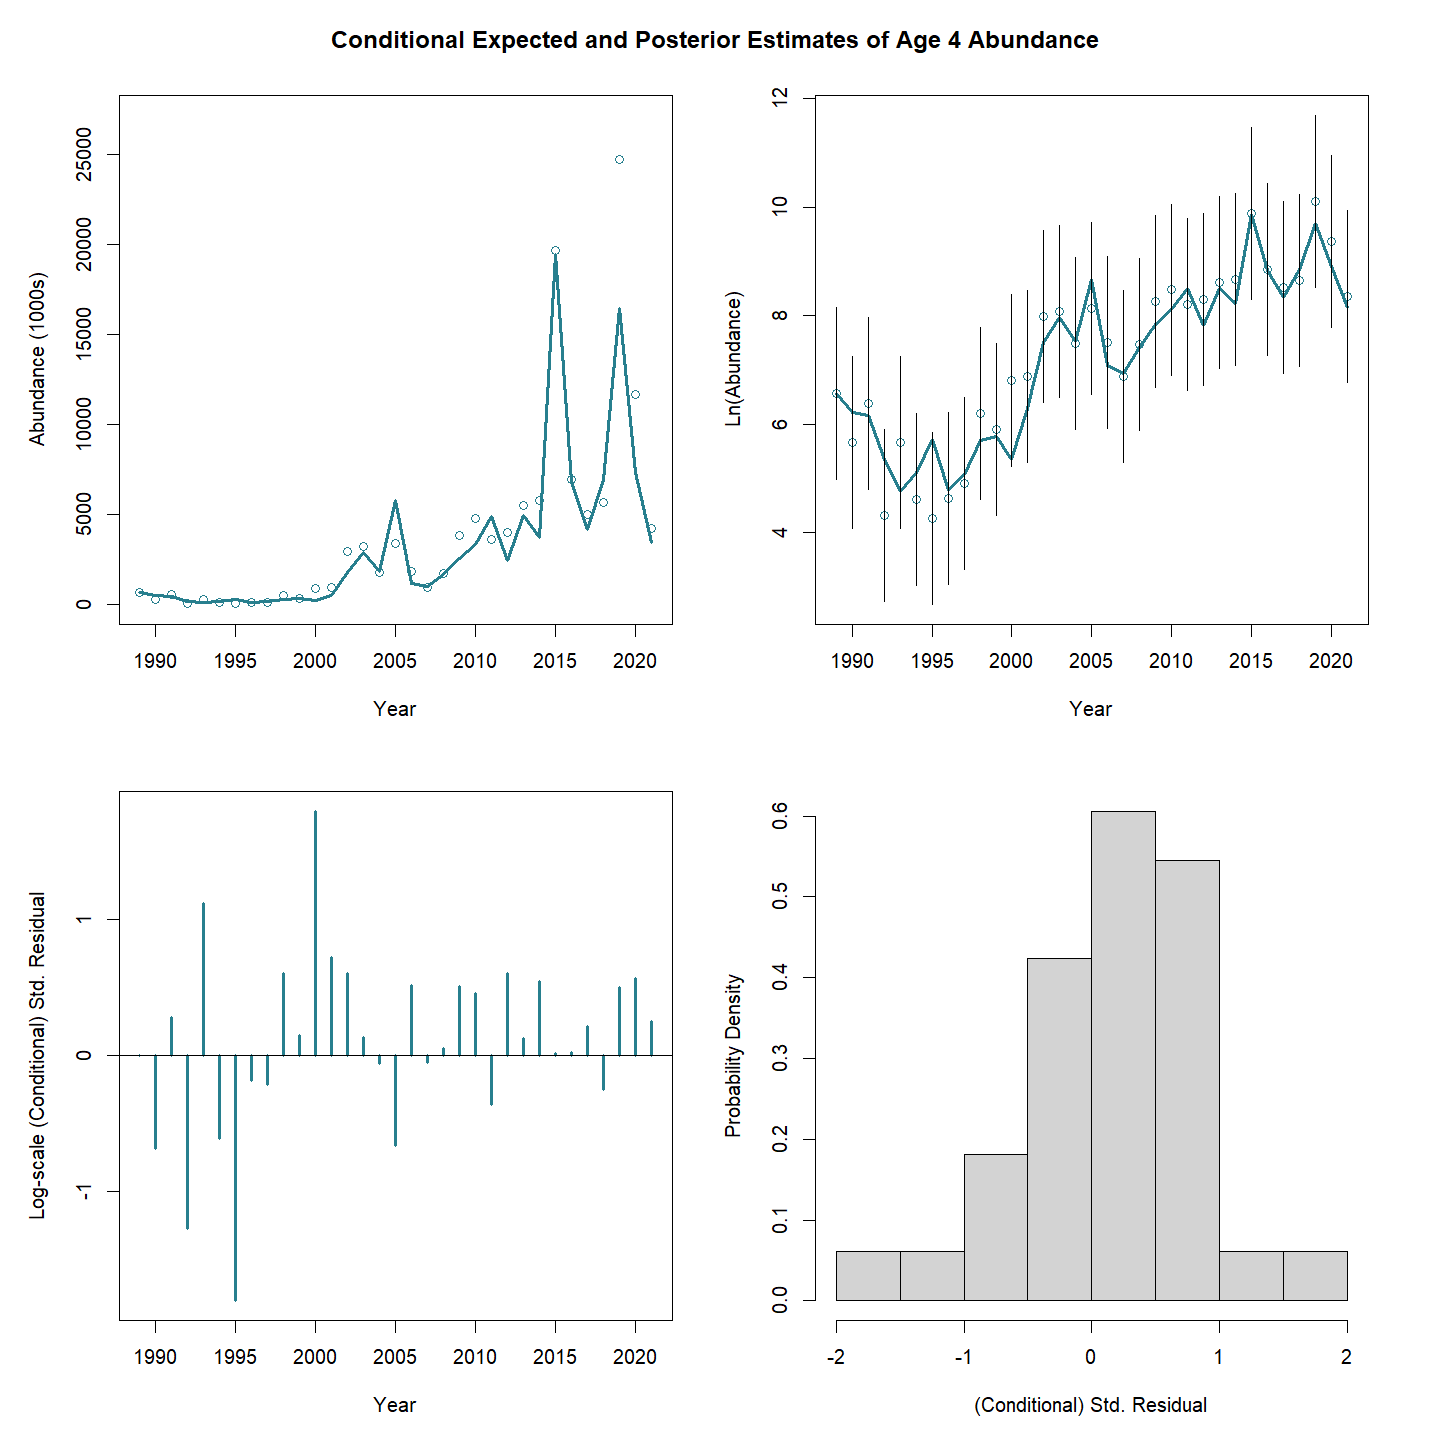 Conditional Expected and Posterior Estimates of Age 4 Abundance
Abundance (1000s)
0 5000 10000 15000 20000 25000
1990 1995 2000 2005 2010 2015 2020
Year
Ln(Abundance)
4 6 8 10 12
1990 1995 2000 2005 2010 2015 2020
Year
Log-scale (Conditional) Std. Residual
-1 0 1
1990 1995 2000 2005 2010 2015 2020
Year
Probability Density
0.0 0.1 0.2 0.3 0.4 0.5 0.6
-2 -1 0 1 2
(Conditional) Std. Residual